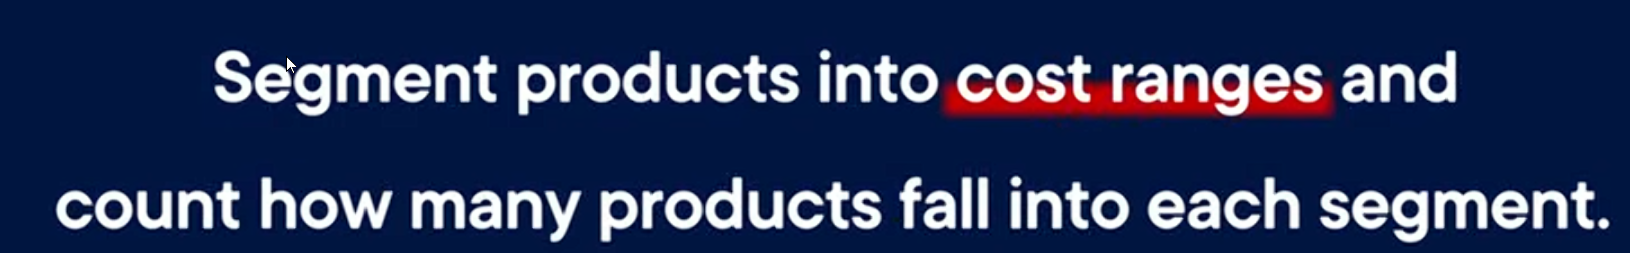 Segment products into cost ranges and
count how many products fall into each segment.